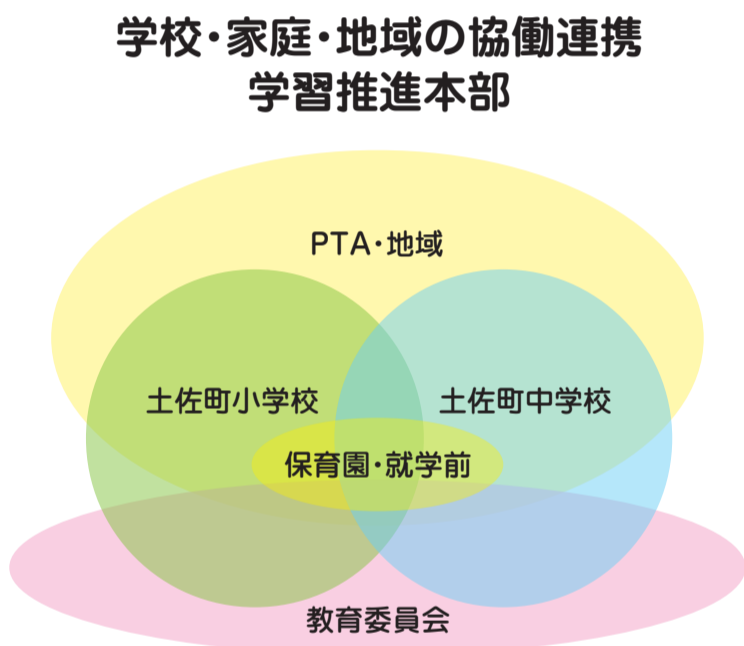 学校・家庭・地域の協働連携
学習推進本部
PTA・地域
土佐町小学校
土佐町中学校
保育園・就学前
教育委員会